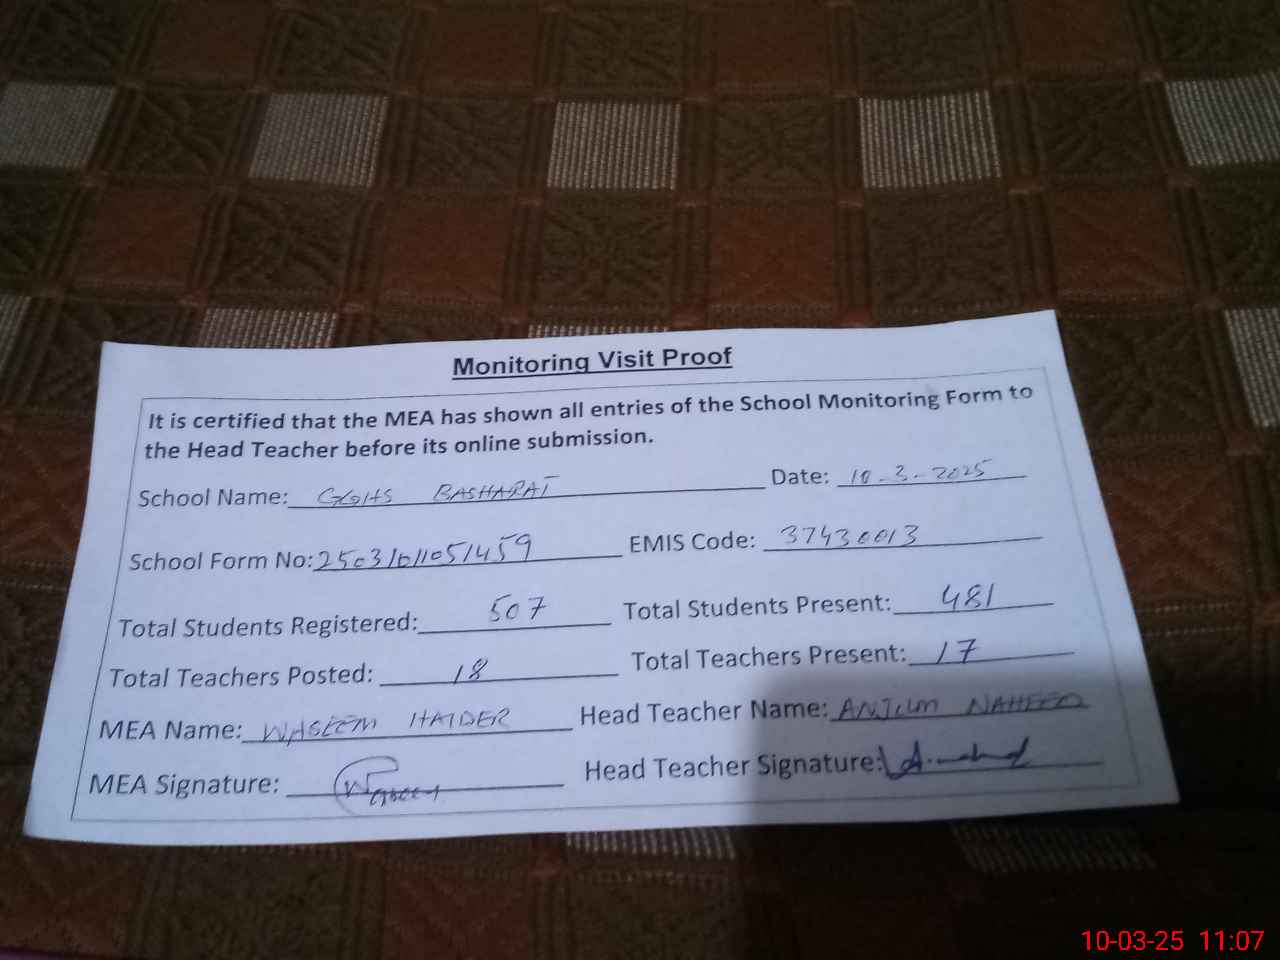 Monitoring Visit Proof
It is certified that the MEA has shown all entries of the School Monitoring Form to
the Head Teacher before its online submission.
School Name: GGHS BASHARAT Date: 10-3-2025
School Form No: 25031011051459 EMIS Code: 37430013
Total Students Registered: 507 Total Students Present: 481
Total Teachers Posted: 18 Total Teachers Present: 17
MEA Name: WASEEM HAIDER Head Teacher Name: ANJUM NAHEED
MEA Signature: Head Teacher Signature:
10-03-25 11:07